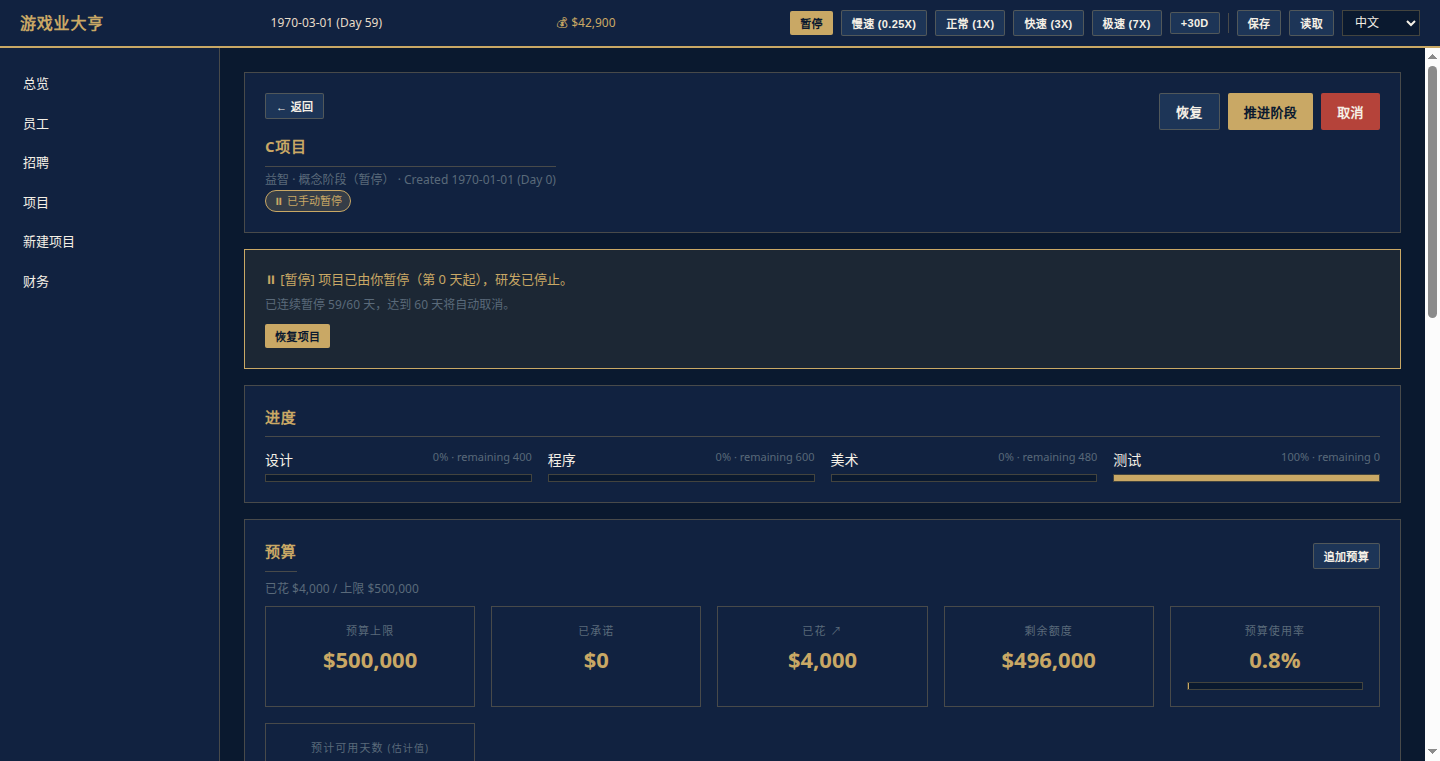 游戏业大亨
1970-03-01 (Day 59)
💰 $42,900
暂停
慢速 (0.25X)
正常 (1X)
快速 (3X)
极速 (7X)
+30D
保存
读取
中文
总览
员工
招聘
项目
新建项目
财务
← 返回
恢复
推进阶段
取消
C项目
益智 · 概念阶段（暂停） · Created 1970-01-01 (Day 0)
⏸ 已手动暂停
⏸ [暂停] 项目已由你暂停（第 0 天起），研发已停止。
已连续暂停 59/60 天，达到 60 天将自动取消。
恢复项目
进度
设计 0% · remaining 400
程序 0% · remaining 600
美术 0% · remaining 480
测试 100% · remaining 0
预算
追加预算
已花 $4,000 / 上限 $500,000
预算上限
$500,000
已承诺
$0
已花 ↗
$4,000
剩余额度
$496,000
预算使用率
0.8%
预计可用天数 (估计值)